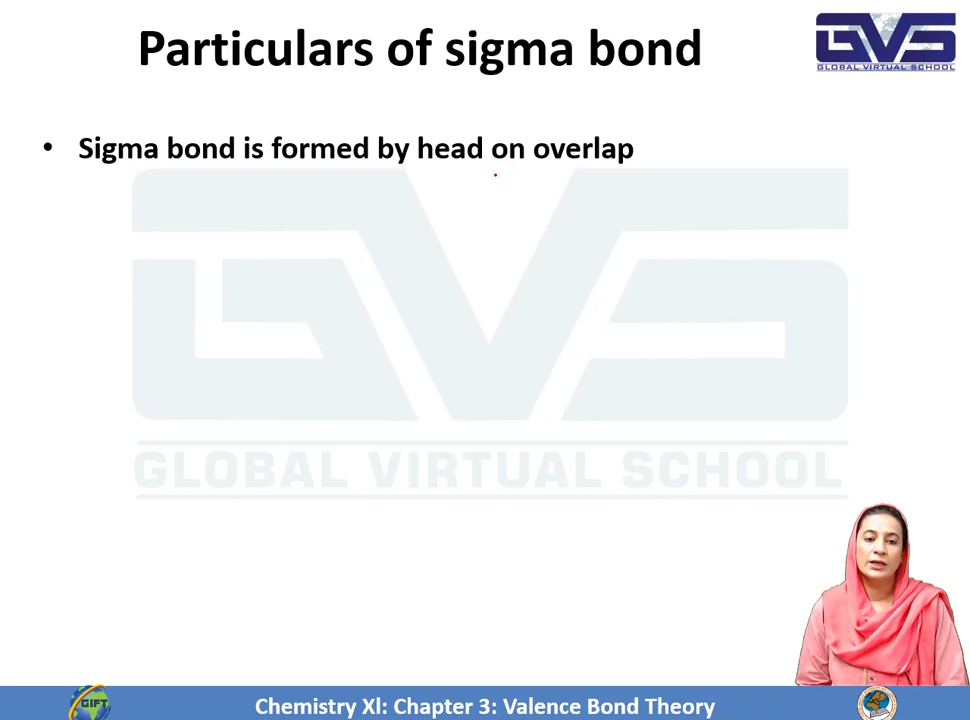 Particulars of sigma bond
GVS
GLOBAL VIRTUAL SCHOOL
• Sigma bond is formed by head on overlap
GVS
GLOBAL VIRTUAL SCHOOL
GIFT
Chemistry Xl: Chapter 3: Valence Bond Theory